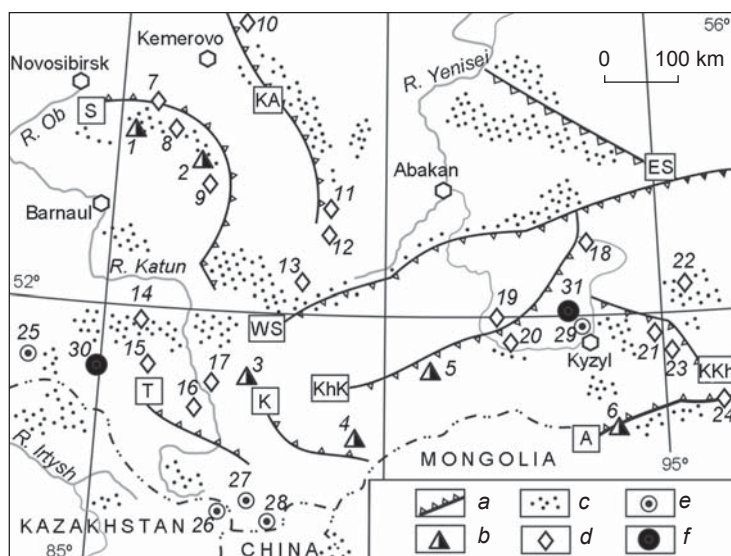 10
56°
Kemerovo
Novosibirsk
R. Yenisei
0 100 km
7
S
KA
R. Ob
1
8
2
ES
9
Abakan
Barnaul
11
12
18
R. Katun
13
22
52°
14
31
19
WS
29
25
30
20
Kyzyl
21
15
17
3
5
23
KKh
T
16
K
KhK
24
4
6
A
R. Irtysh
MONGOLIA
95°
27
a
c
e
26
28
KAZAKHSTAN
b
d
f
85°
CHINA